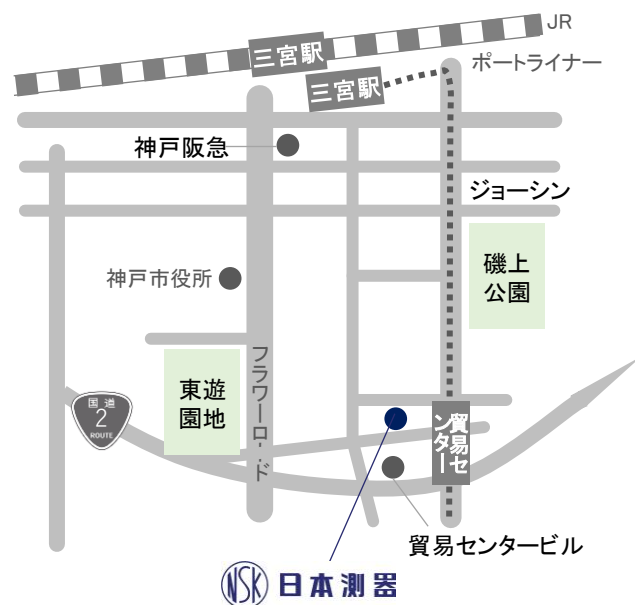 JR
三宮駅
ポートライナー
三宮駅
神戸阪急
ジョーシン
磯上
公園
神戸市役所
フラワーロード
東遊
園地
国道
2
ROUTE
貿易セ
ンター
貿易センタービル
NSK 日本測器